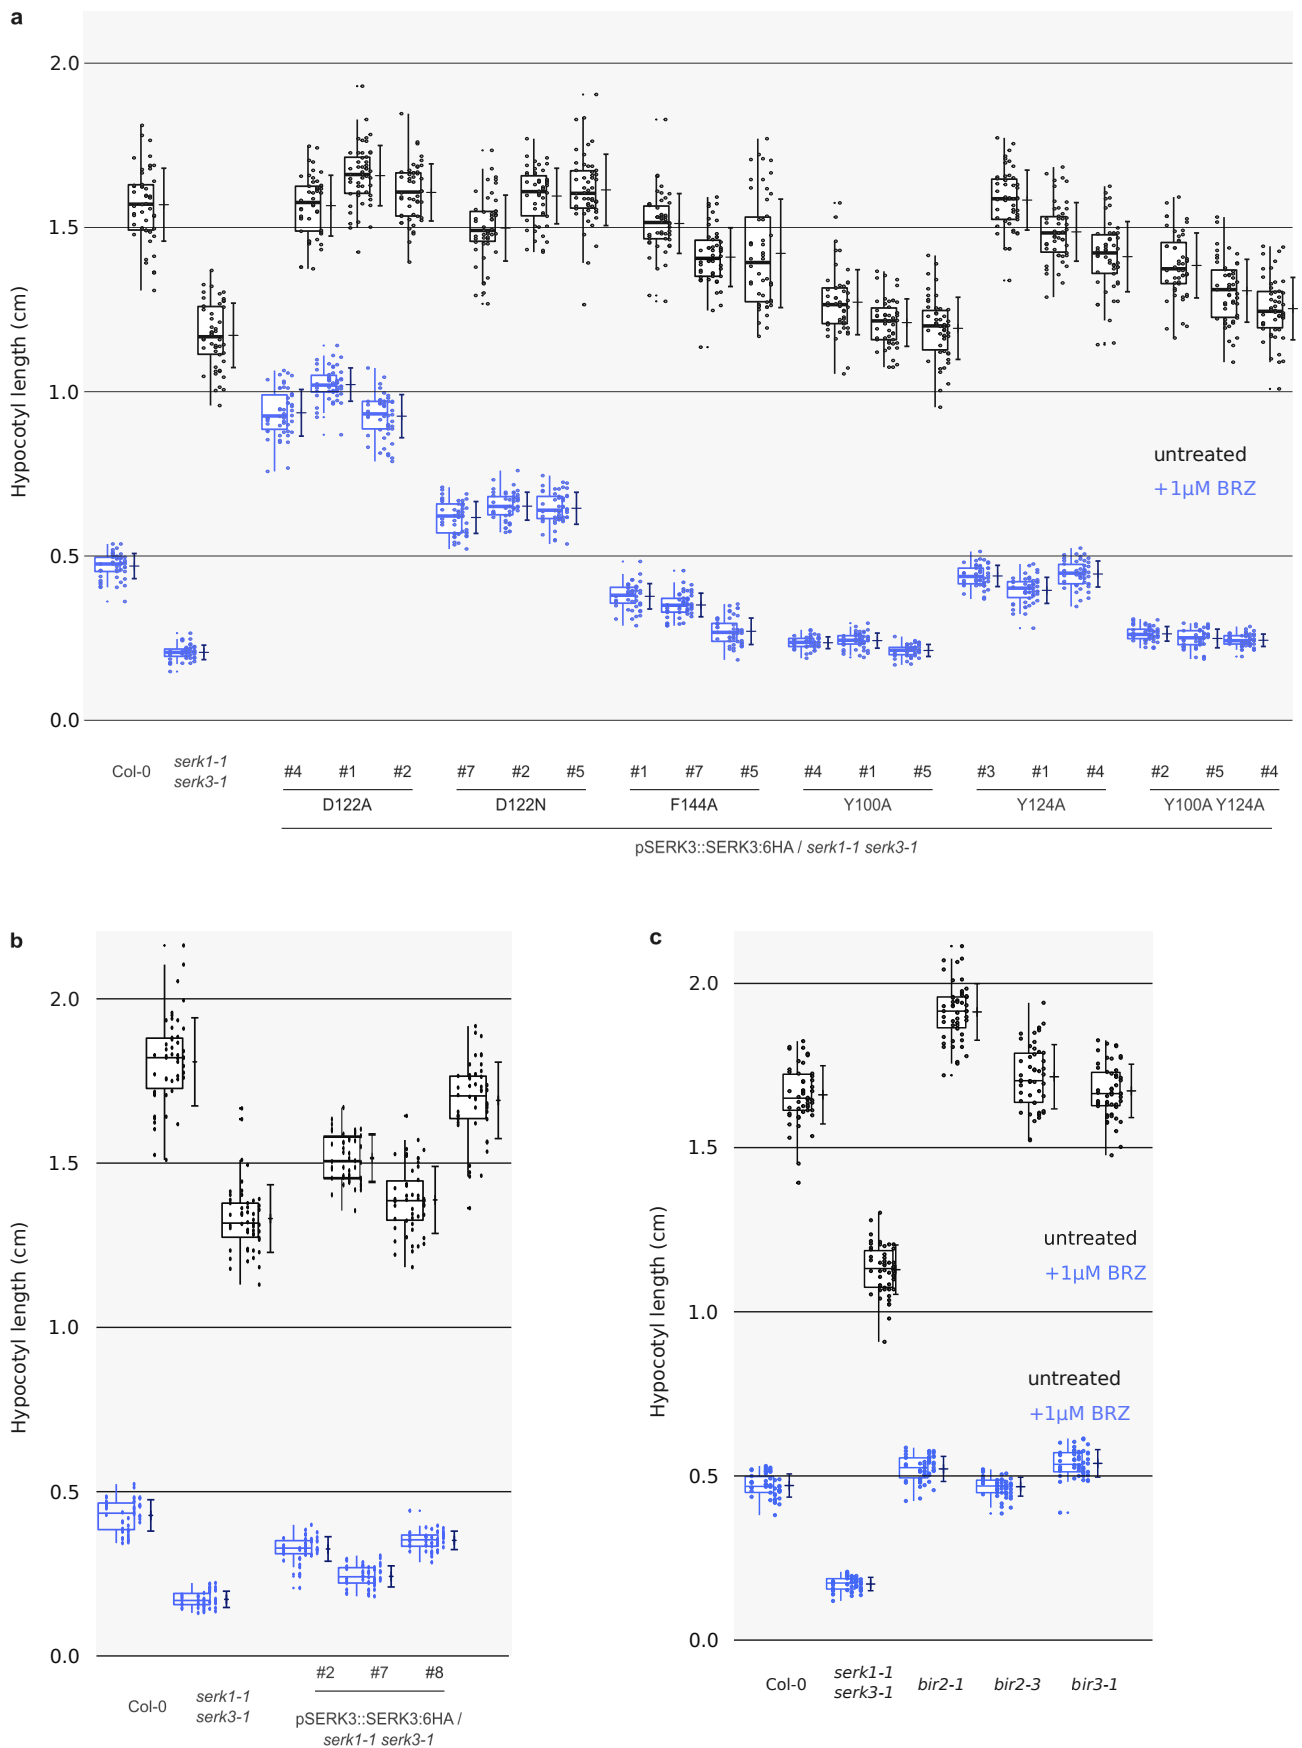 a
2.0
1.5
1.0
0.5
0.0
Hypocotyl length (cm)
untreated
+1μM BRZ
Col-0
serk1-1
serk3-1
#4 #1 #2 #7 #2 #5 #1 #7 #5 #4 #1 #5 #3 #1 #4 #2 #5 #4
D122A D122N F144A Y100A Y124A Y100A Y124A
pSERK3::SERK3:6HA / serk1-1 serk3-1
b
2.0
1.5
1.0
0.5
0.0
Hypocotyl length (cm)
Col-0
serk1-1
serk3-1
#2 #7 #8
pSERK3::SERK3:6HA /
serk1-1 serk3-1
c
2.0
1.5
1.0
0.5
0.0
Hypocotyl length (cm)
untreated
+1μM BRZ
untreated
+1μM BRZ
Col-0
serk1-1
serk3-1
bir2-1
bir2-3
bir3-1